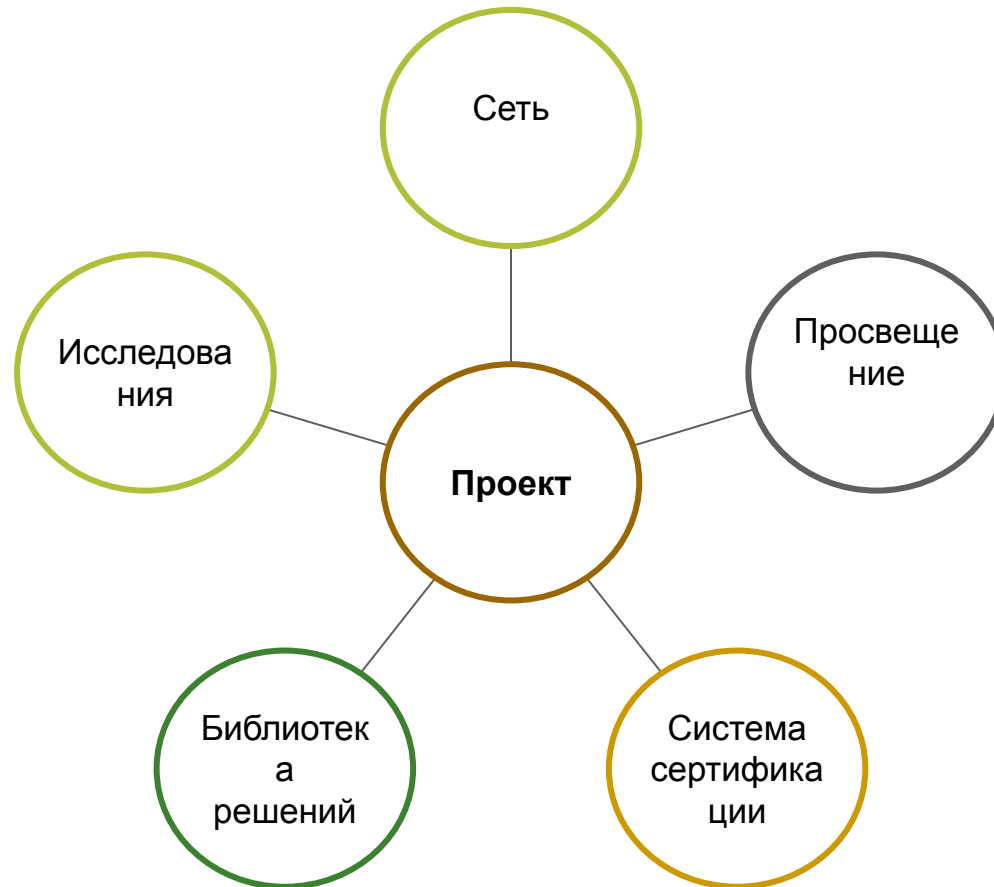 Сеть
Исследова
ния
Просвеще
ние
Проект
Библиотек
а
решений
Система
сертифика
ции